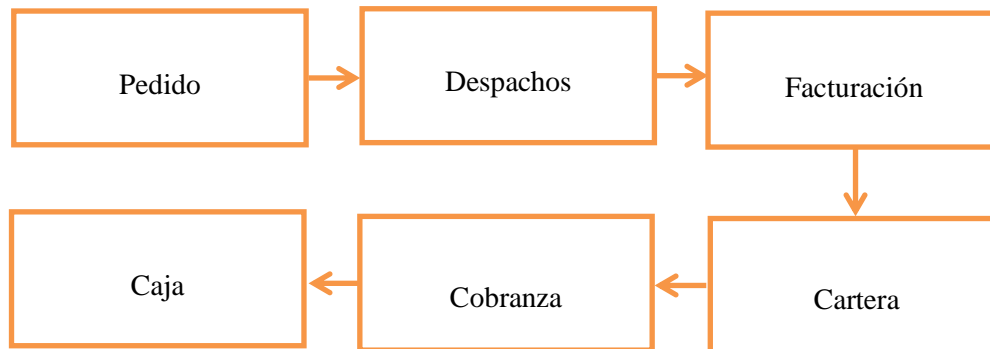 Pedido
Despachos
Facturación
Caja
Cobranza
Cartera